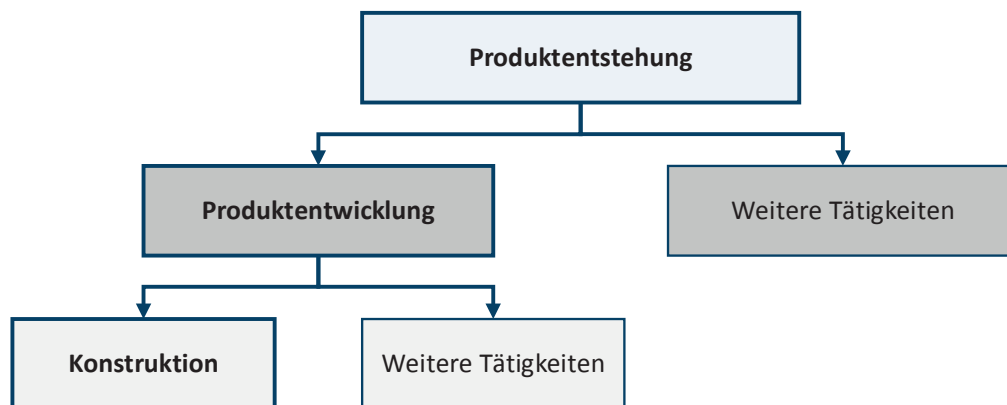 Produktentstehung
Produktentwicklung
Weitere Tätigkeiten
Konstruktion
Weitere Tätigkeiten